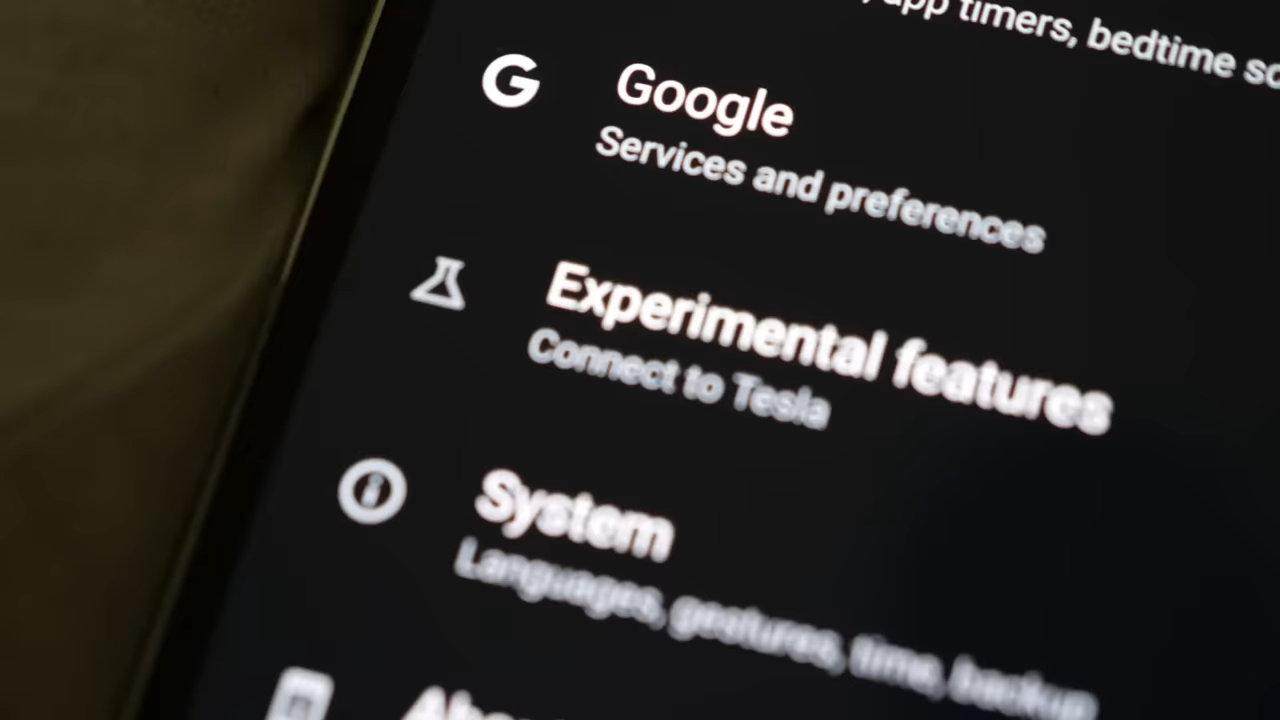 app timers, bedtime
Google
Services and preferences
Experimental features
Connect to Tesla
System
Languages, gestures, time, backup